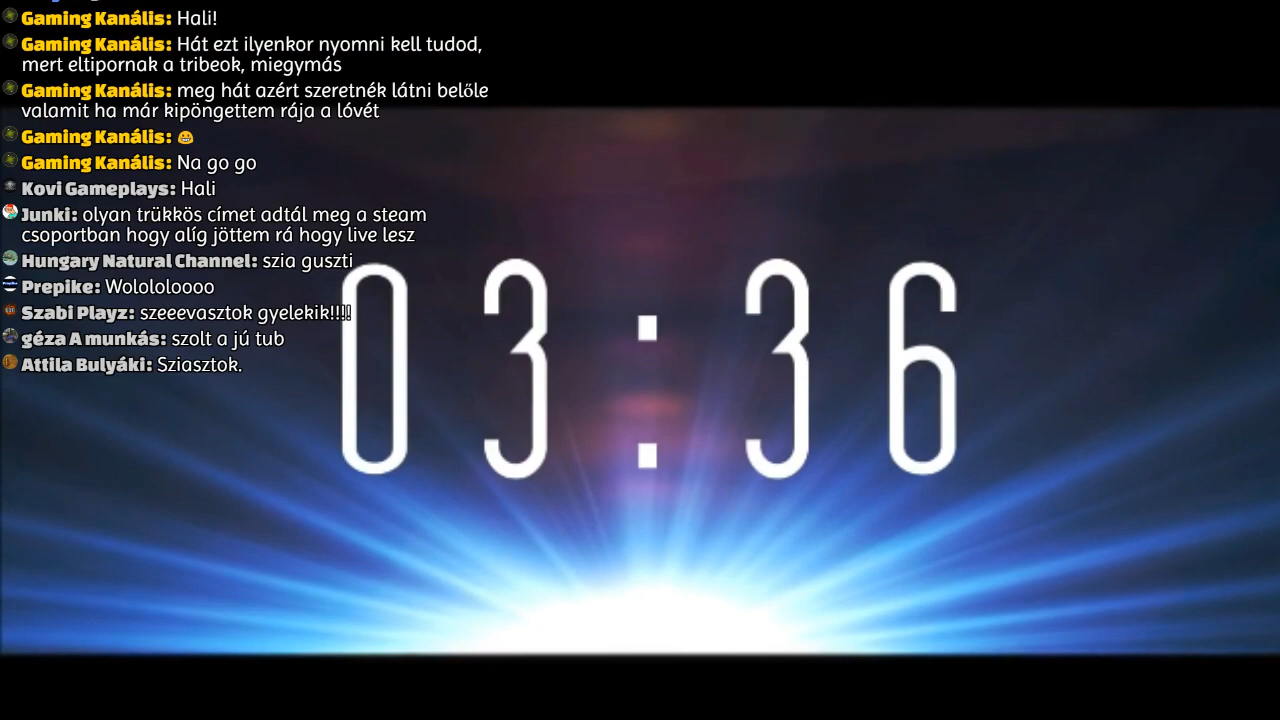 Gaming Kanális: Hali!
Gaming Kanális: Hát ezt ilyenkor nyomni kell tudod,
mert eltipornak a tribeok, miegymás
Gaming Kanális: meg hát azért szeretnék látni belőle
valamit ha már kipöngettem rája a lóvét
Gaming Kanális: 😀
Gaming Kanális: Na go go
Kovi Gameplays: Hali
Junki: olyan trükkös címet adtál meg a steam
csoportban hogy alíg jöttem rá hogy live lesz
Hungary Natural Channel: szia guszti
Prepike: Wolololoooo
Szabi Playz: szeeevasztok gyelekik!!!!
géza A munkás: szolt a jú tub
Attila Bulyáki: Sziasztok.
03:36